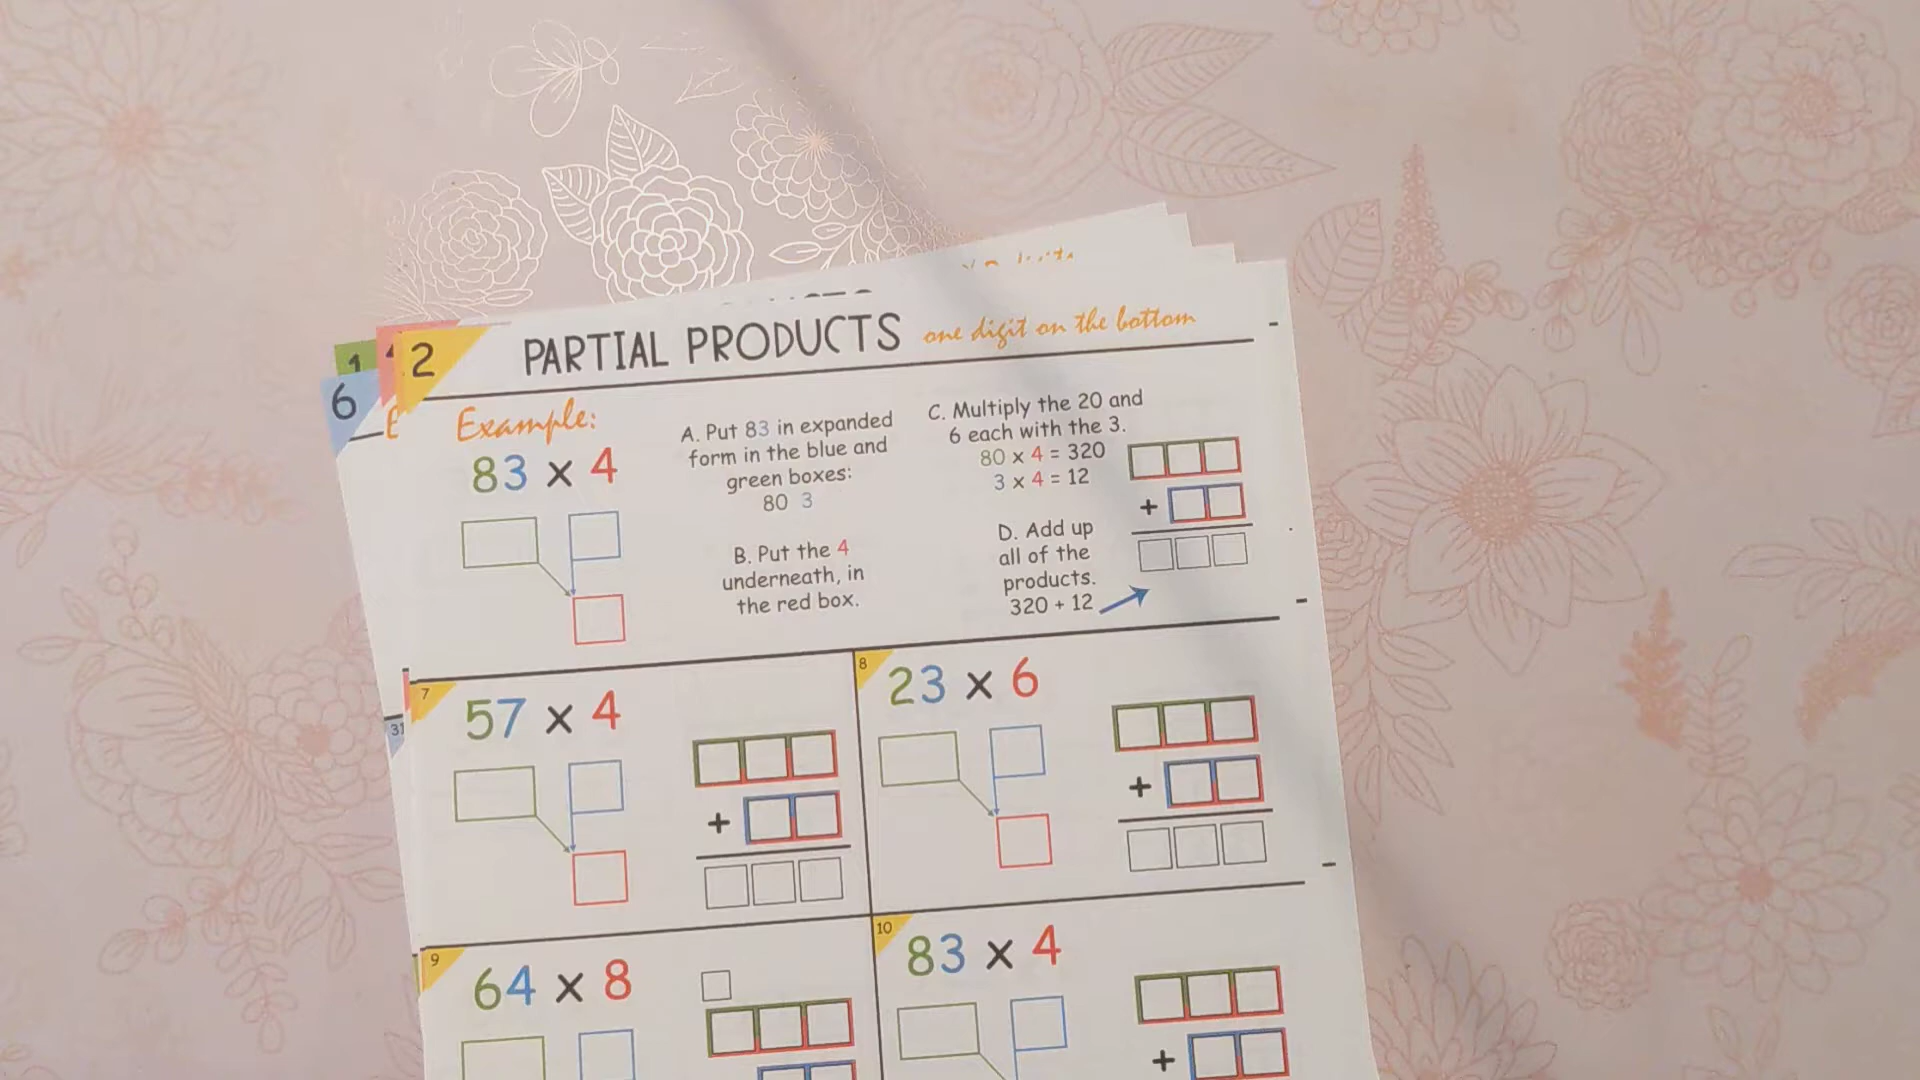 1
6
2
PARTIAL PRODUCTS one digit on the bottom
Example:
83 x 4
A. Put 83 in expanded
form in the blue and
green boxes:
80 3
B. Put the 4
underneath, in
the red box.
C. Multiply the 20 and
6 each with the 3.
80 x 4 = 320
3 x 4 = 12
+
D. Add up
all of the
products.
320 + 12
7
57 x 4
+
8
23 x 6
+
31
9
64 x 8
10
83 x 4
+